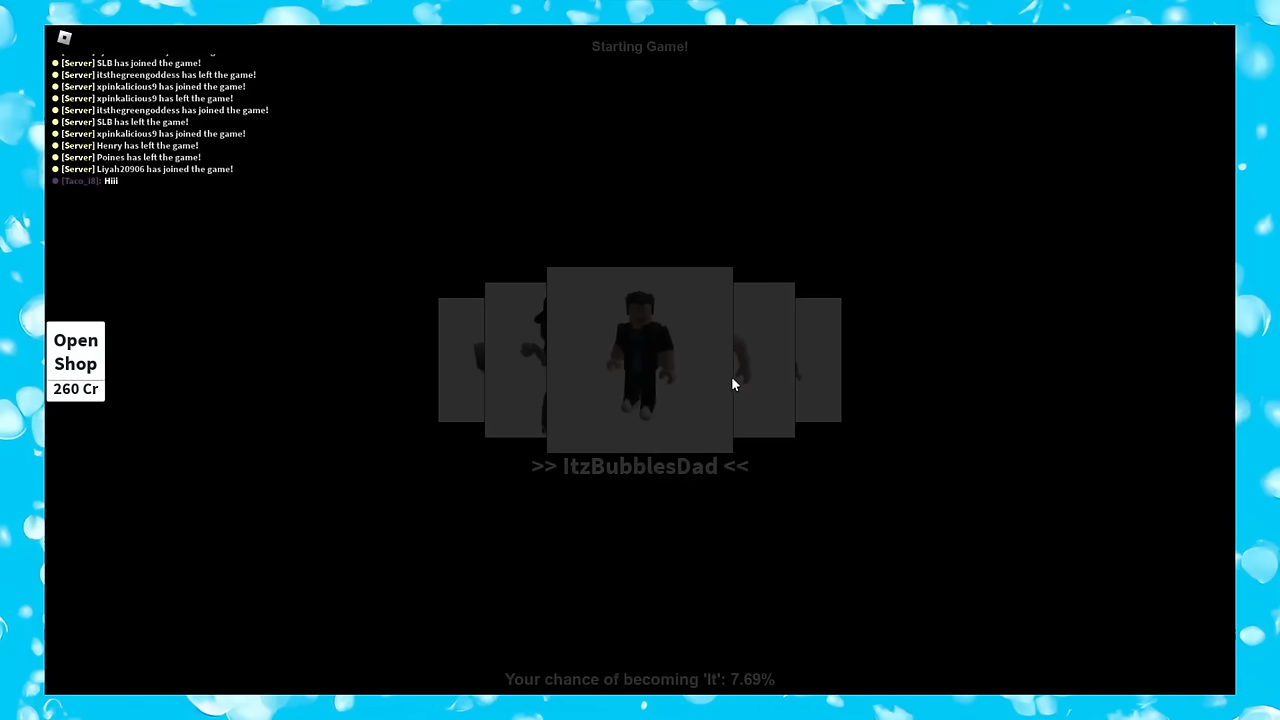 Starting Game!
[Server] SLB has joined the game!
[Server] itsthegreengoddess has left the game!
[Server] xpinkalicious9 has joined the game!
[Server] xpinkalicious9 has left the game!
[Server] itsthegreengoddess has joined the game!
[Server] SLB has left the game!
[Server] xpinkalicious9 has joined the game!
[Server] Henry has left the game!
[Server] Poines has left the game!
[Server] Liyah20906 has joined the game!
[Taco_i8]: Hiii
Open
Shop
260 Cr
>> ItzBubblesDad <<
Your chance of becoming 'It': 7.69%